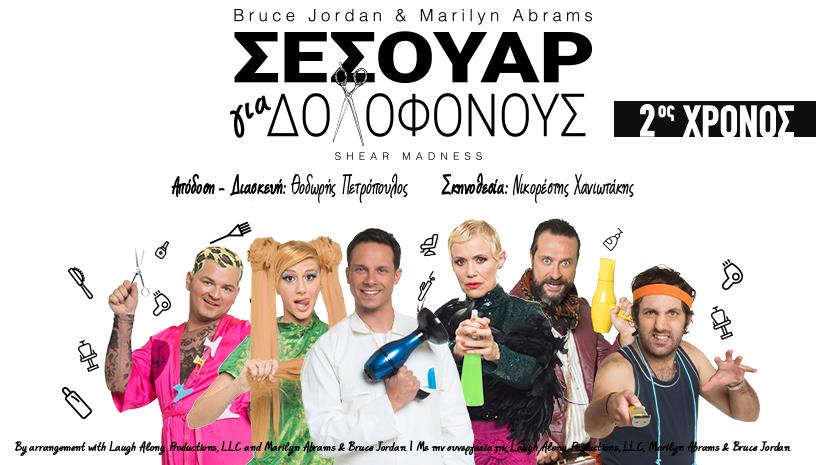 Bruce Jordan & Marilyn Abrams
ΣΕΣΟΥΑΡ
για ΔΟΛΟΦΟΝΟΥΣ
2ος ΧΡΟΝΟΣ
SHEAR MADNESS
Απόδοση - Διασκευή: Θοδωρής Πετρόπουλος Σκηνοθεσία: Νικορέστης Χανιωτάκης
By arrangement with Laugh Along Productions, LLC and Marilyn Abrams & Bruce Jordan | Με την συνεργασία της Laugh Along Productions, LLC, Marilyn Abrams & Bruce Jordan